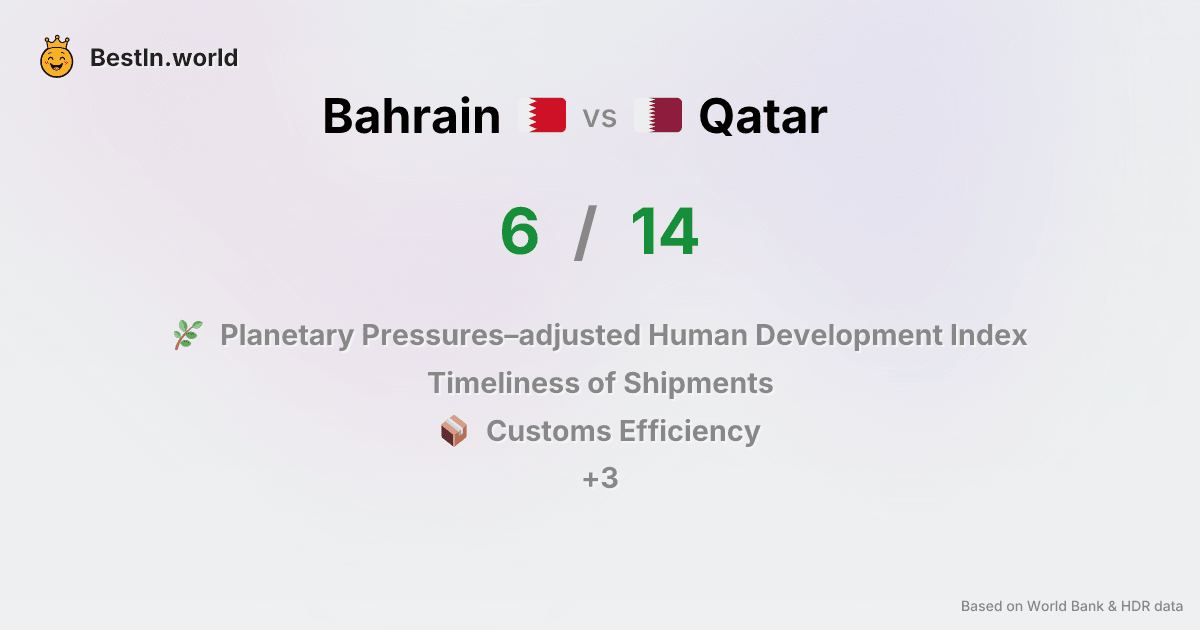 BestIn.world
Bahrain vs Qatar
6 / 14
Planetary Pressures–adjusted Human Development Index
Timeliness of Shipments
Customs Efficiency
+3
Based on World Bank & HDR data